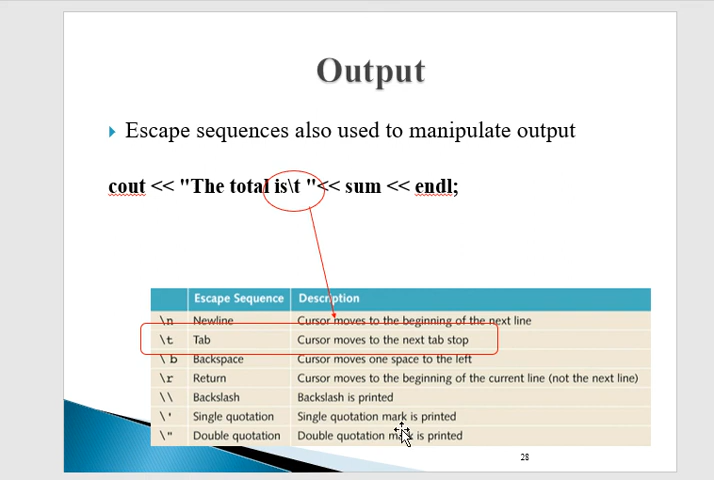 Output
Escape sequences also used to manipulate output
cout << "The total is\t "<< sum << endl;
Escape Sequence Description
\n Newline Cursor moves to the beginning of the next line
\t Tab Cursor moves to the next tab stop
\b Backspace Cursor moves one space to the left
\r Return Cursor moves to the beginning of the current line (not the next line)
\\ Backslash Backslash is printed
\' Single quotation Single quotation mark is printed
\" Double quotation Double quotation mark is printed
28